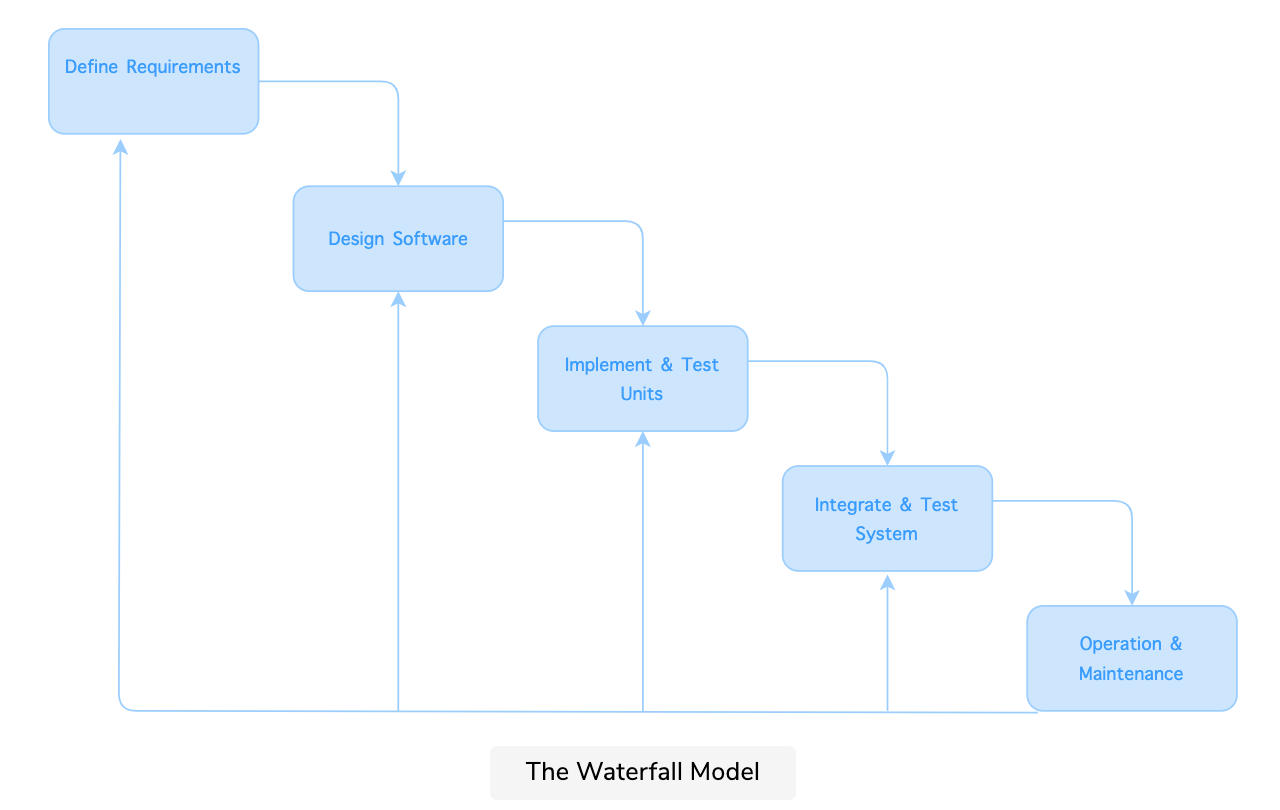 Define Requirements
Design Software
Implement & Test
Units
Integrate & Test
System
Operation &
Maintenance
The Waterfall Model